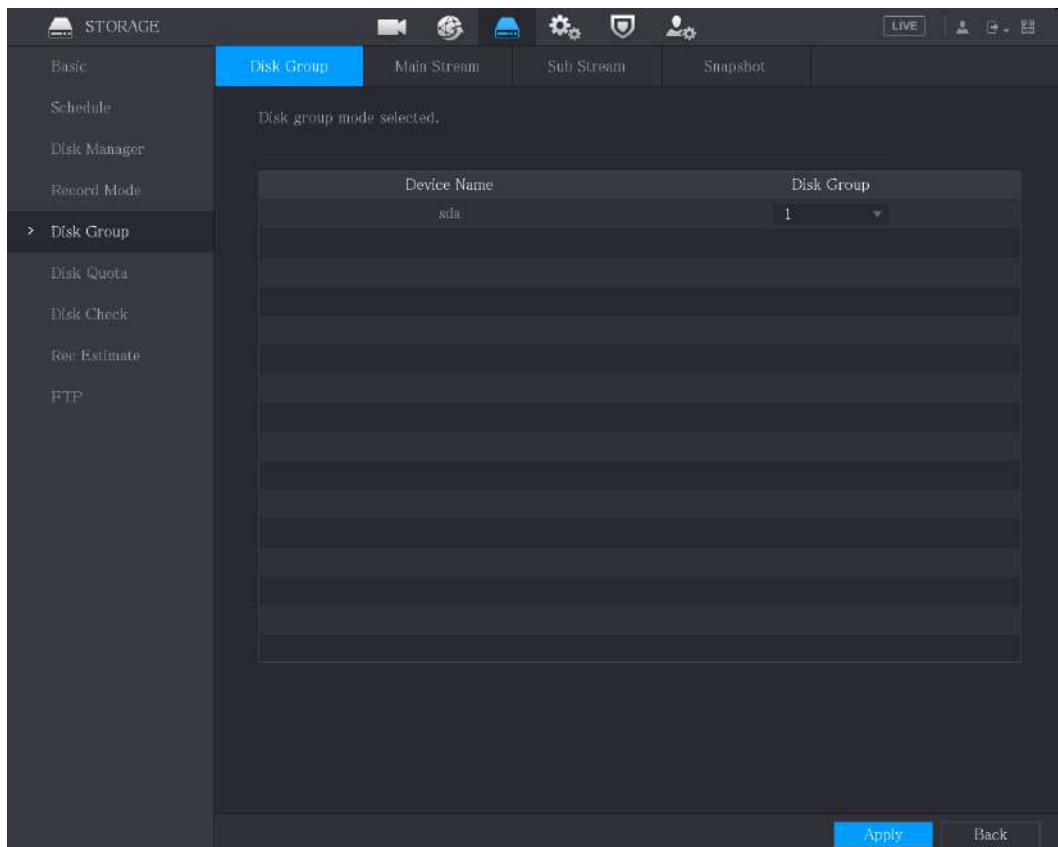 STORAGE
LIVE
Basic
Schedule
Disk Manager
Record Mode
> Disk Group
Disk Quota
Disk Check
Rec Estimate
FTP
Disk Group Main Stream Sub Stream Snapshot
Disk group mode selected.
Device Name Disk Group
sda 1
Apply Back